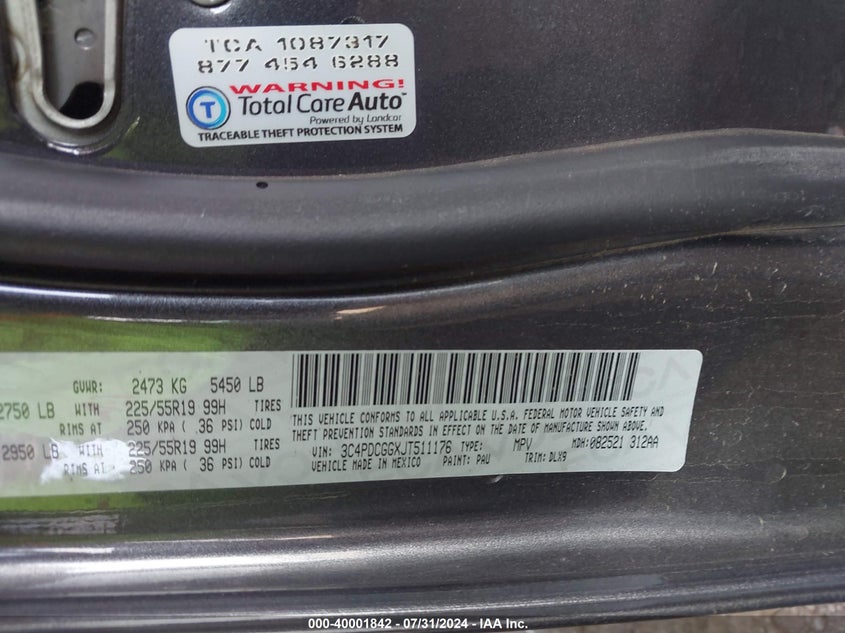 TCA 1087317
877 454 6288
WARNING!
T TotalCareAuto™
Powered by Landcar
TRACEABLE THEFT PROTECTION SYSTEM
GVWR: 2473 KG 5450 LB
2750 LB WITH 225/55R19 99H TIRES
RIMS AT 250 KPA ( 36 PSI) COLD
2950 LB WITH 225/55R19 99H TIRES
RIMS AT 250 KPA ( 36 PSI) COLD
THIS VEHICLE CONFORMS TO ALL APPLICABLE U.S.A. FEDERAL MOTOR VEHICLE SAFETY AND
THEFT PREVENTION STANDARDS IN EFFECT ON THE DATE OF MANUFACTURE SHOWN ABOVE.
VIN: 3C4PDCGGXJT511176 TYPE: MPV MDH: 082521 312AA
VEHICLE MADE IN MEXICO PAINT: PAU TRIM: DLX9
000-40001842 - 07/31/2024 - IAA Inc.